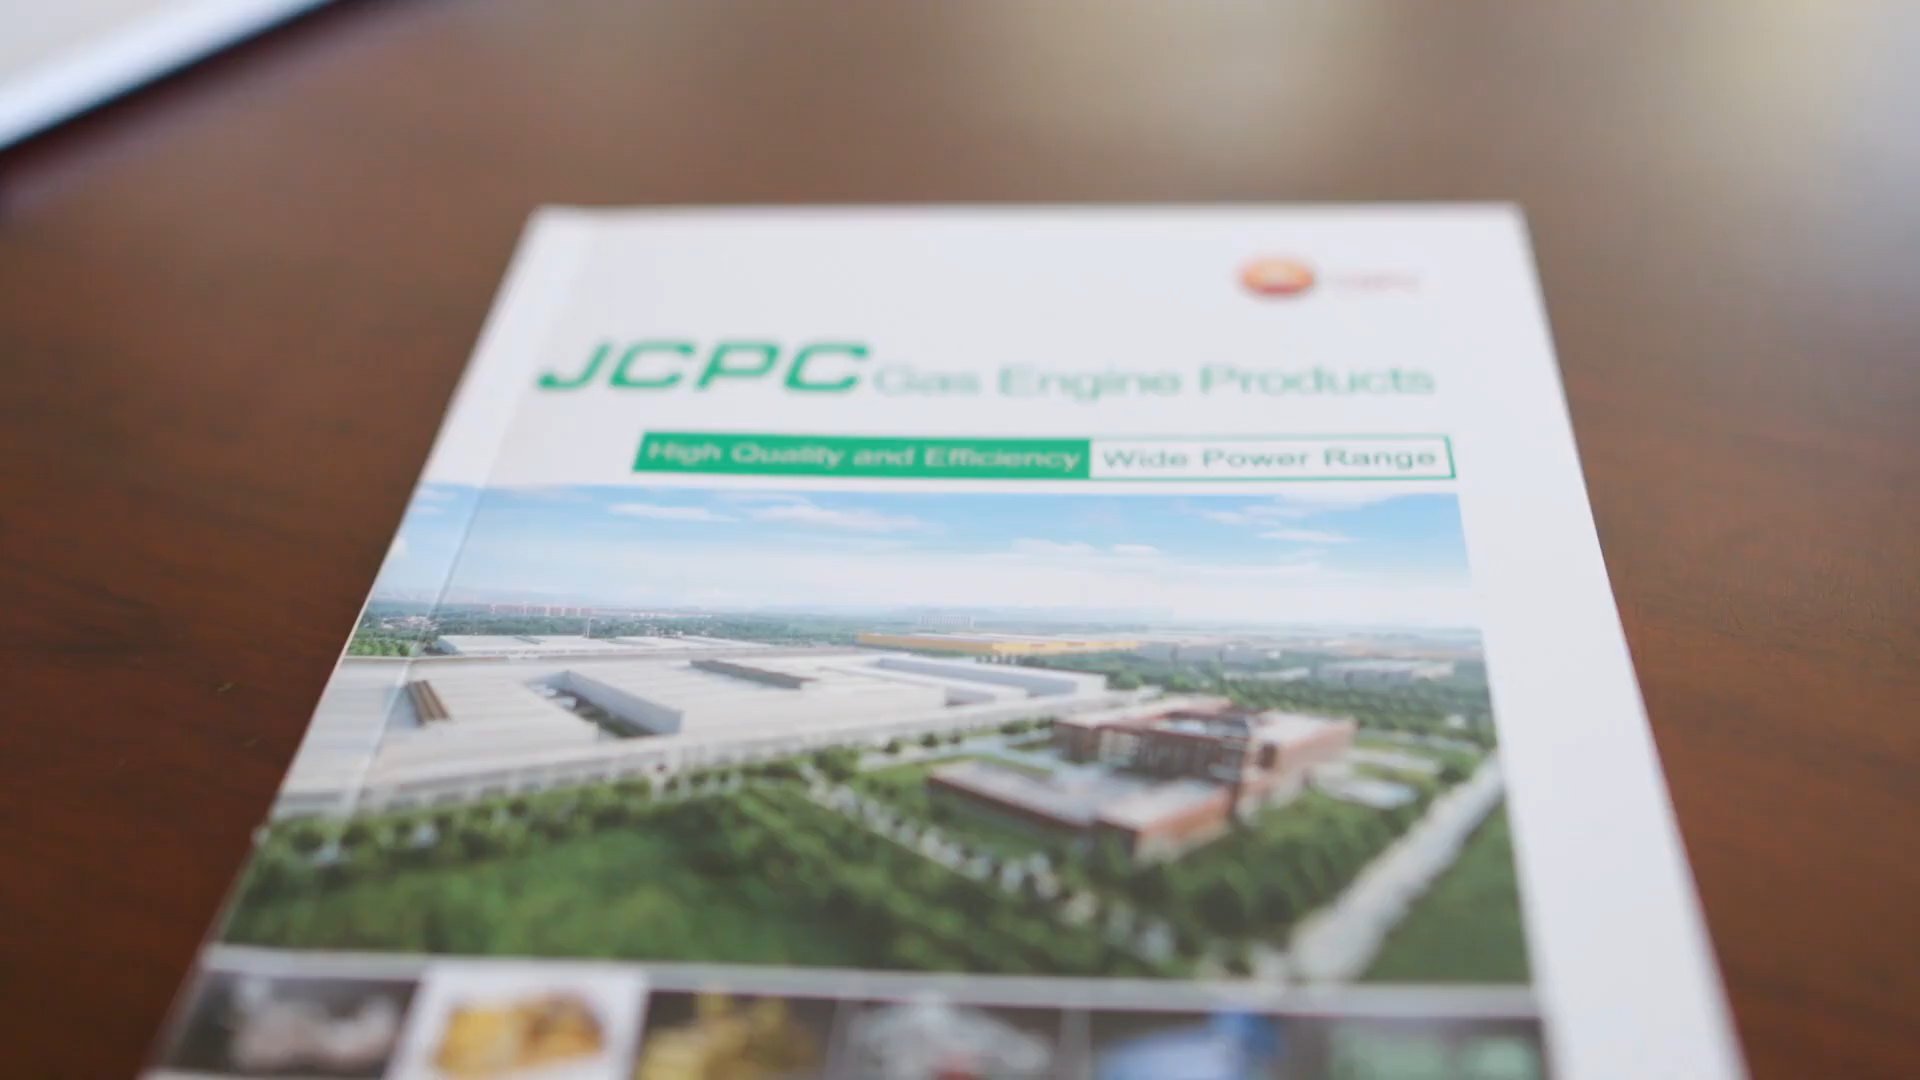 JCPC Gas Engine Products
High Quality and Efficiency Wide Power Range